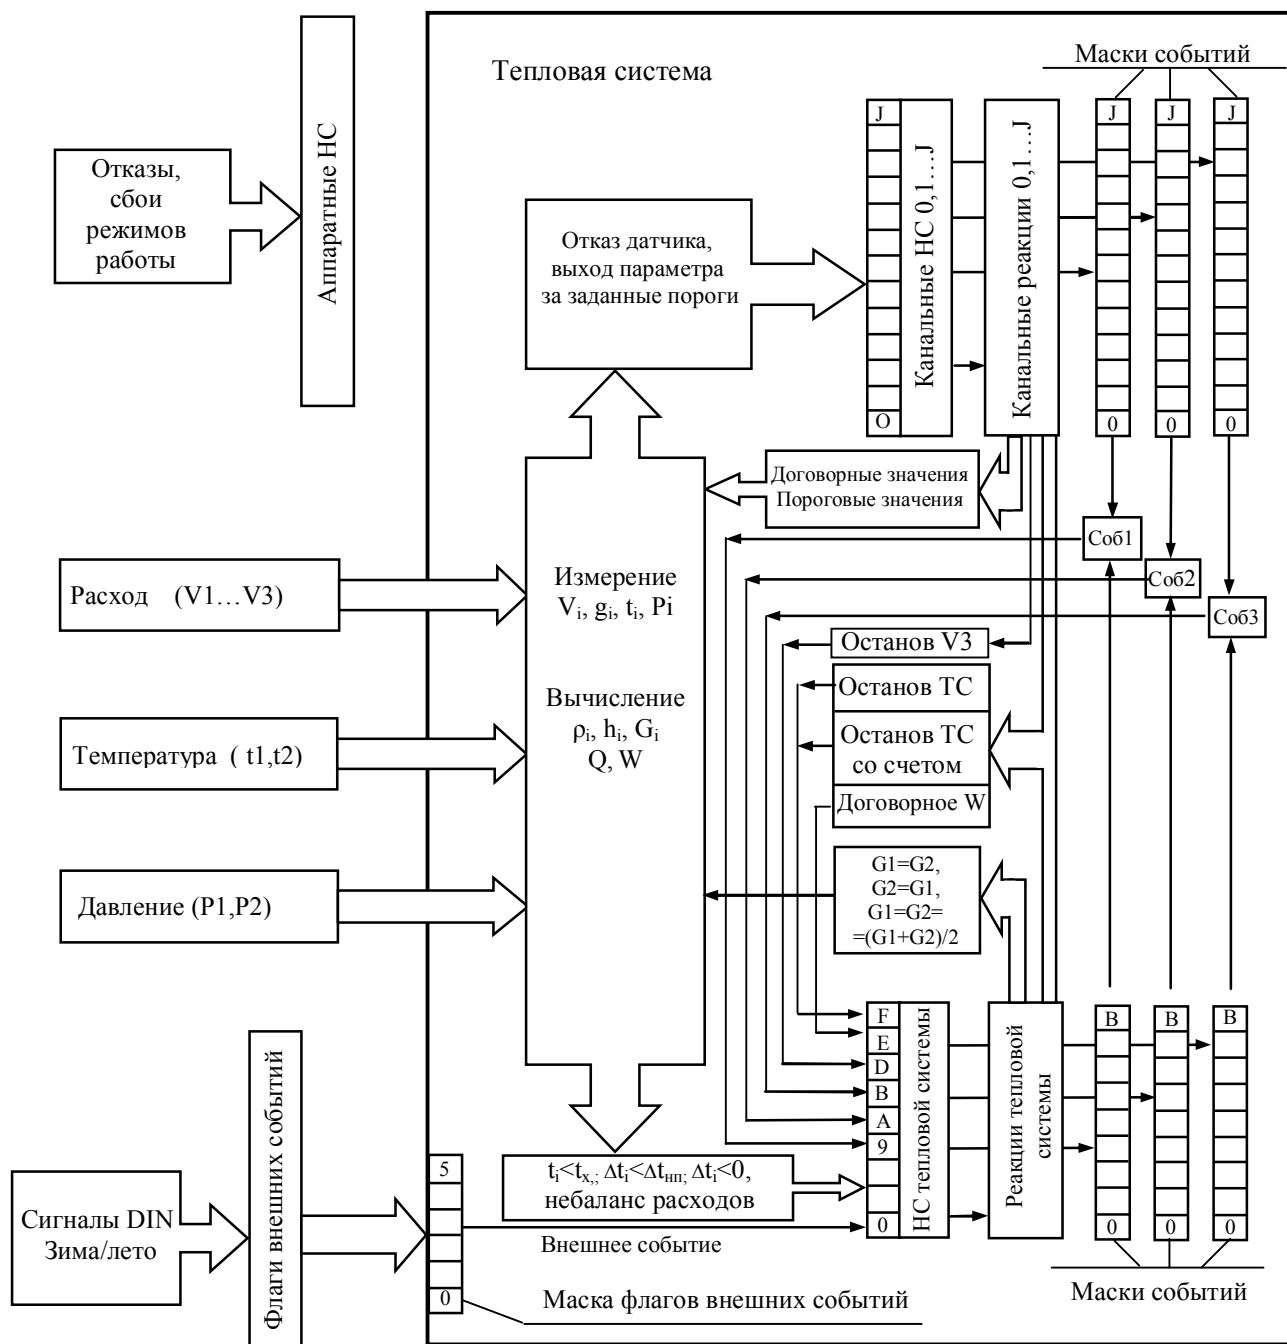 Тепловая система
Маски событий
J
J
J
J
Отказы,
сбои
режимов
работы
Аппаратные НС
Отказ датчика,
выход параметра
за заданные пороги
Канальные НС 0,1…J
Канальные реакции 0,1…J
O
0
0
0
Договорные значения
Пороговые значения
Соб1
Соб2
Соб3
Расход (V1…V3)
Измерение
Vi, gi, ti, Pi
Останов V3
Останов ТС
Вычисление
ρi, hi, Gi
Q, W
Останов ТС
со счетом
Температура ( t1,t2)
Договорное W
G1=G2,
G2=G1,
G1=G2=
=(G1+G2)/2
Давление (P1,P2)
F
E
D
B
A
9
0
НС тепловой системы
Реакции тепловой
системы
B
B
B
0
0
0
ti<tх,; Δti<Δtнп; Δti<0,
небаланс расходов
5
0
Сигналы DIN
Зима/лето
Флаги внешних событий
Внешнее событие
Маска флагов внешних событий
Маски событий